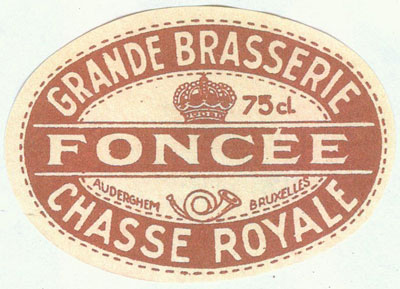 GRANDE BRASSERIE
75 cl.
FONCÉE
AUDERGHEM BRUXELLES
CHASSE ROYALE